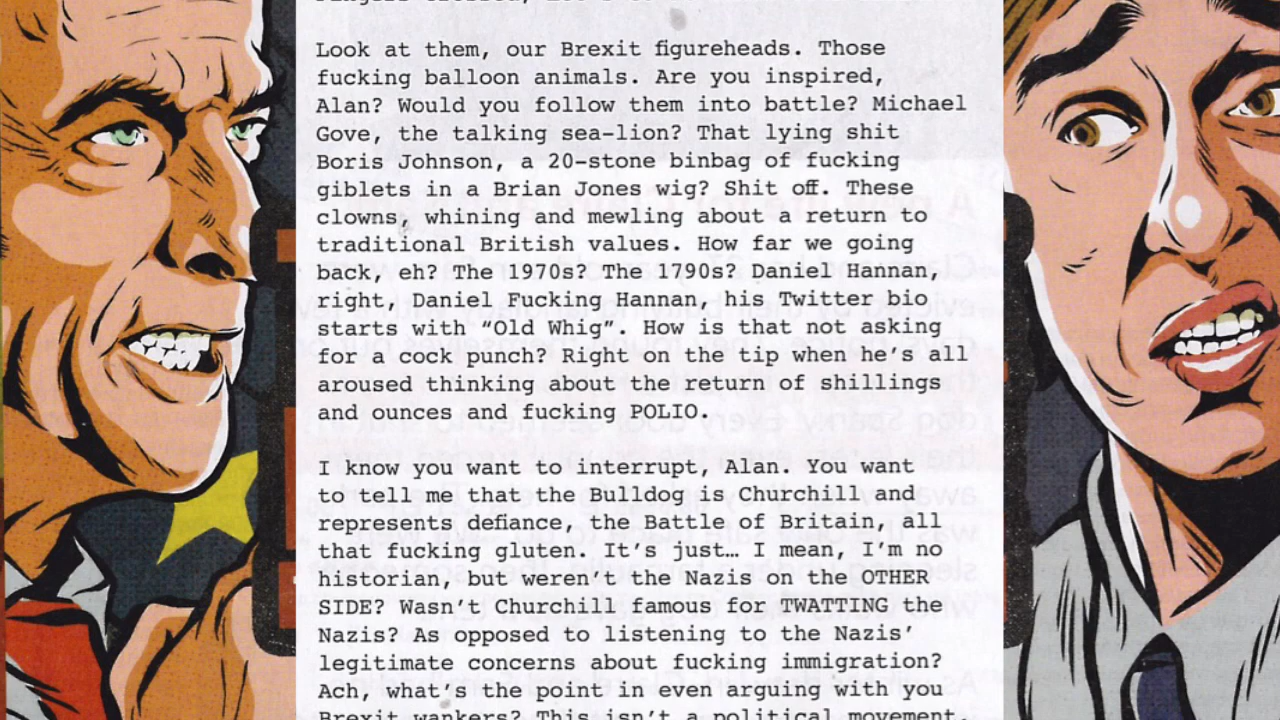 Look at them, our Brexit figureheads. Those
fucking balloon animals. Are you inspired,
Alan? Would you follow them into battle? Michael
Gove, the talking sea-lion? That lying shit
Boris Johnson, a 20-stone binbag of fucking
giblets in a Brian Jones wig? Shit off. These
clowns, whining and mewling about a return to
traditional British values. How far we going
back, eh? The 1970s? The 1790s? Daniel Hannan,
right, Daniel Fucking Hannan, his Twitter bio
starts with “Old Whig”. How is that not asking
for a cock punch? Right on the tip when he’s all
aroused thinking about the return of shillings
and ounces and fucking POLIO.
I know you want to interrupt, Alan. You want
to tell me that the Bulldog is Churchill and
represents defiance, the Battle of Britain, all
that fucking gluten. It’s just… I mean, I’m no
historian, but weren’t the Nazis on the OTHER
SIDE? Wasn’t Churchill famous for TWATTING the
Nazis? As opposed to listening to the Nazis’
legitimate concerns about fucking immigration?
Ach, what’s the point in even arguing with you
Brexit wankers? This isn’t a political movement,